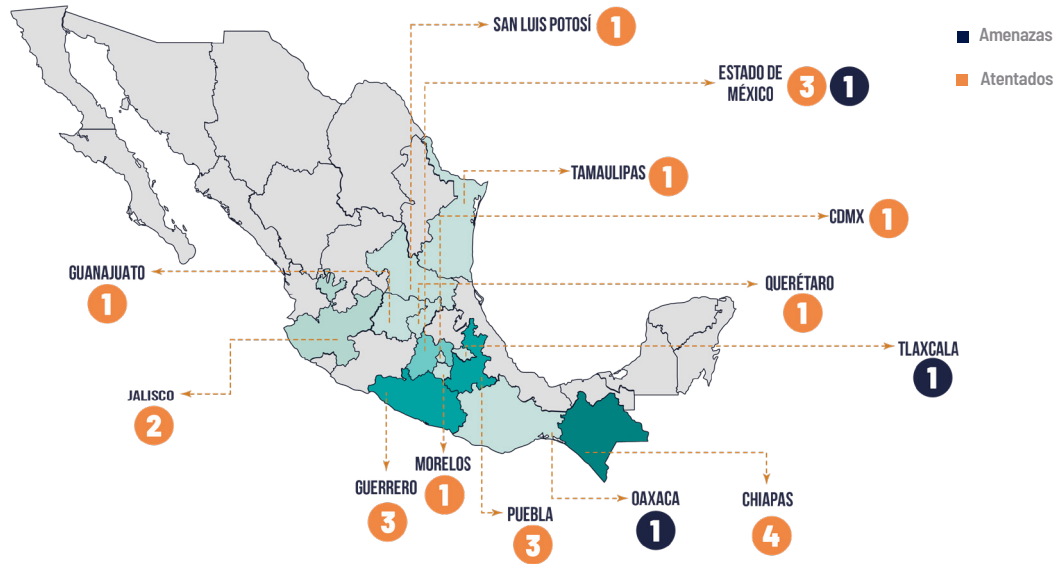 SAN LUIS POTOSÍ 1
Amenazas
ESTADO DE
MÉXICO 3 1
Atentados
TAMAULIPAS 1
CDMX 1
GUANAJUATO
1
QUERÉTARO
1
TLAXCALA
1
JALISCO
2
MORELOS
1
GUERRERO
3
PUEBLA
3
OAXACA
1
CHIAPAS
4